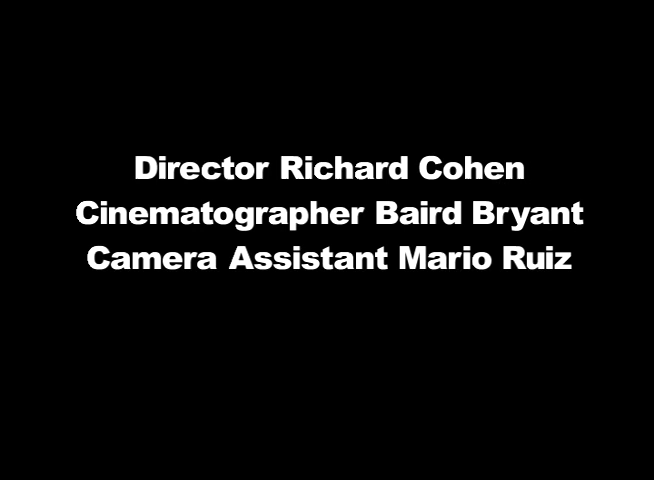 Director Richard Cohen
Cinematographer Baird Bryant
Camera Assistant Mario Ruiz